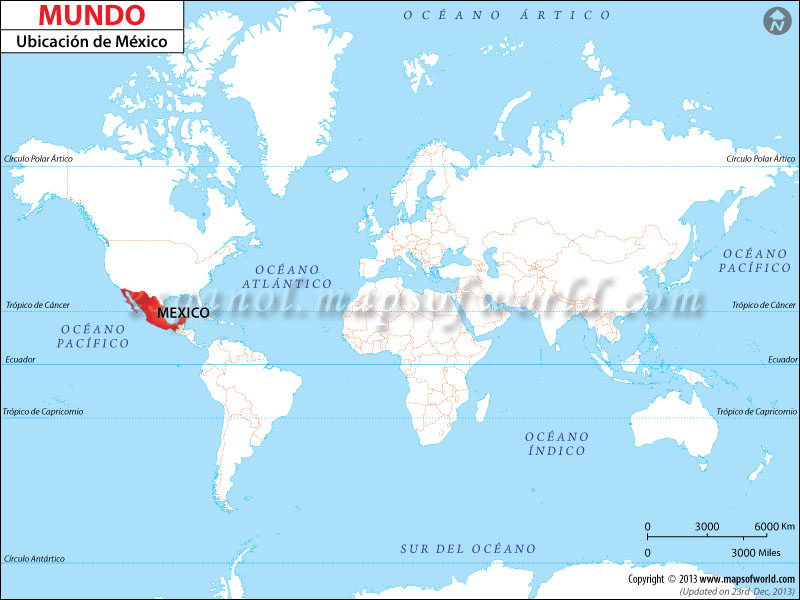 MUNDO
Ubicación de México
OCÉANO ÁRTICO
N
Círculo Polar Ártico
Círculo Polar Ártico
OCÉANO
ATLÁNTICO
OCÉANO
PACÍFICO
espanol.mapsofworld.com
Trópico de Cáncer
MEXICO
Trópico de Cáncer
OCÉANO
PACÍFICO
Ecuador
Ecuador
Trópico de Capricornio
Trópico de Capricornio
OCÉANO
ÍNDICO
0 3000 6000 Km
0 3000 Miles
SUR DEL OCÉANO
Círculo Antártico
Copyright © 2013 www.mapsofworld.com
(Updated on 23rd Dec, 2013)